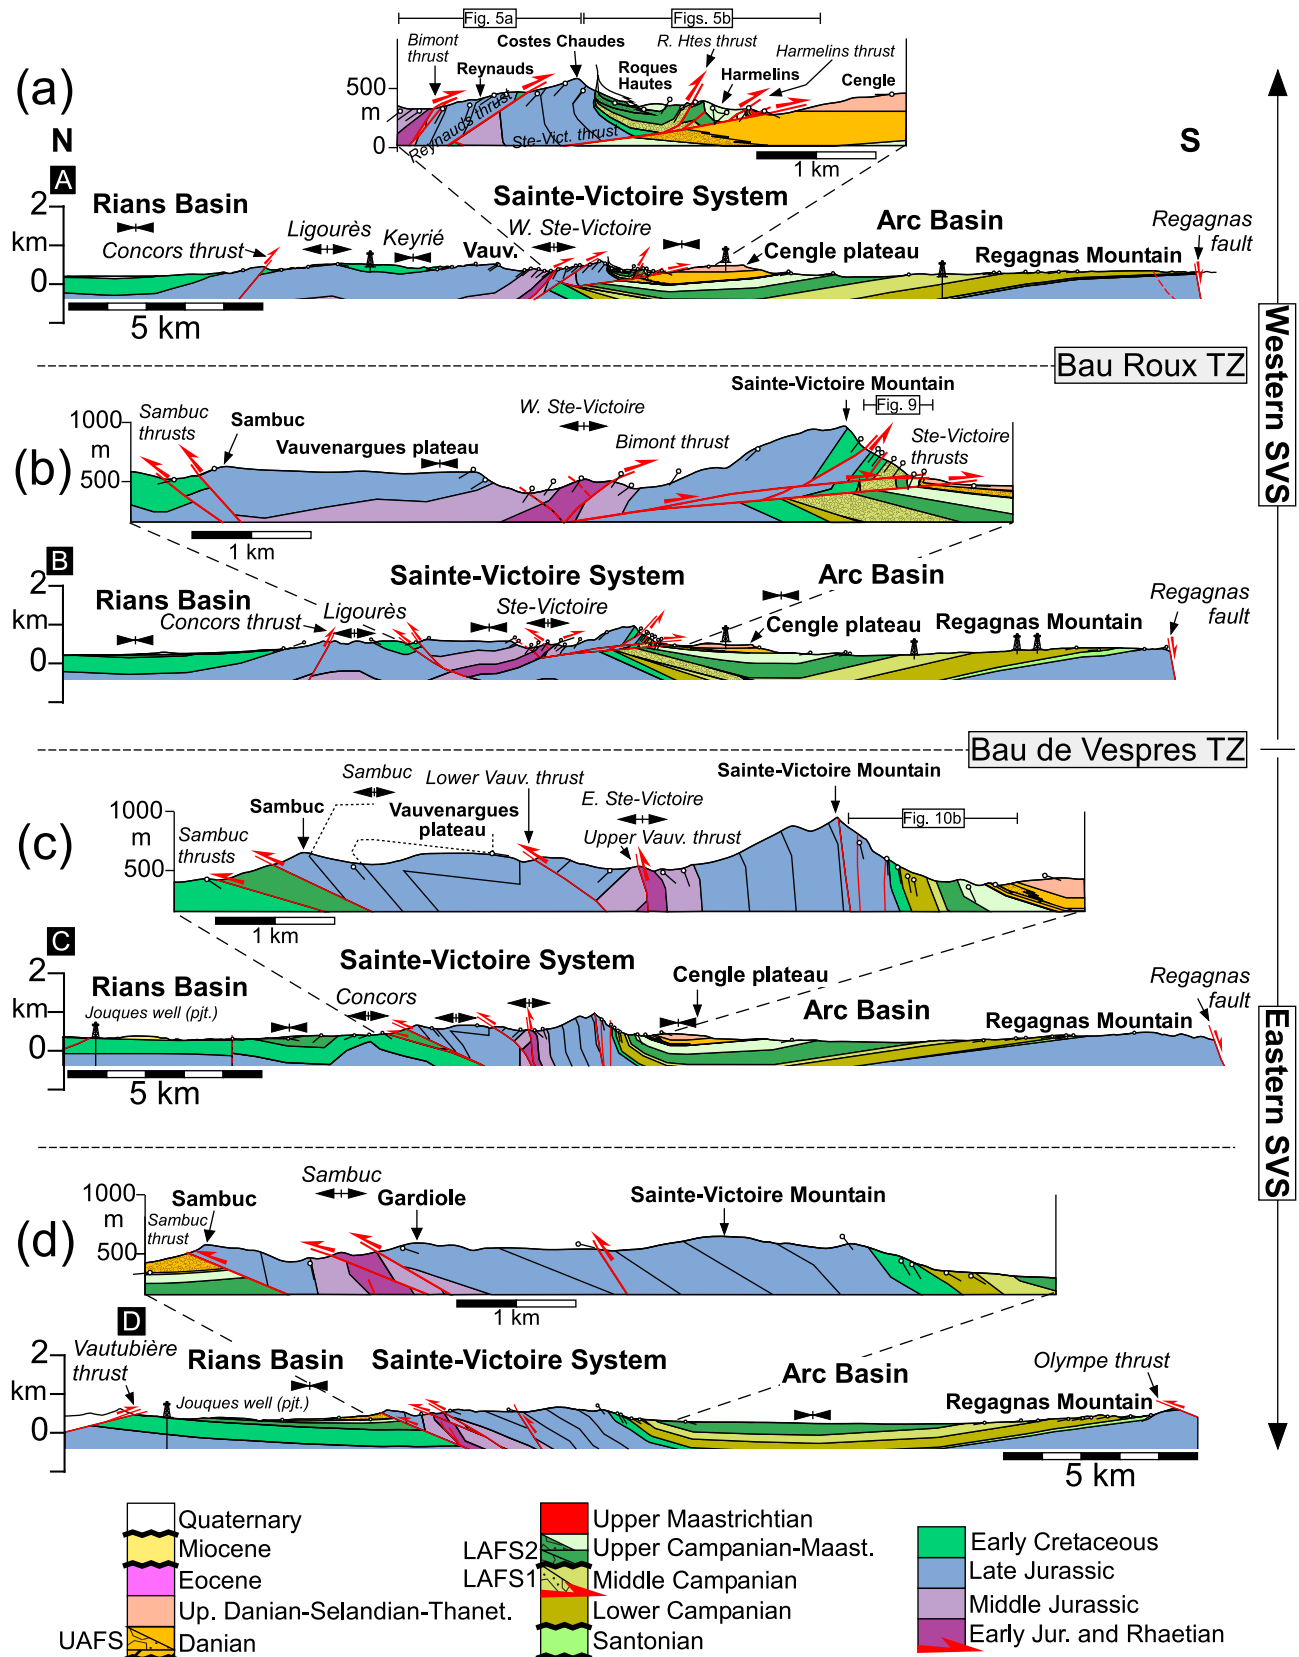 Fig. 5a
Figs. 5b
(a)
Bimont
thrust
Costes Chaudes
R. Htes thrust
Harmelins thrust
Reynauds
Roques
Hautes
Harmelins
Cengle
500
m
0
Reynauds thrust
Ste-Vict. thrust
1 km
N
S
A
2
km
0
Rians Basin
Concors thrust
Ligourès
Keyrié
Sainte-Victoire System
Vauv.
W. Ste-Victoire
Arc Basin
Cengle plateau
Regagnas Mountain
Regagnas
fault
5 km
Bau Roux TZ
Western SVS
(b)
1000
m
500
Sambuc
thrusts
Sambuc
Vauvenargues plateau
W. Ste-Victoire
Bimont thrust
Sainte-Victoire Mountain
Fig. 9
Ste-Victoire
thrusts
1 km
B
2
km
0
Rians Basin
Concors thrust
Ligourès
Sainte-Victoire System
Ste-Victoire
Arc Basin
Cengle plateau
Regagnas Mountain
Regagnas
fault
Bau de Vespres TZ
(c)
1000
m
500
Sambuc
thrusts
Sambuc
Sambuc
Vauvenargues
plateau
Lower Vauv. thrust
E. Ste-Victoire
Upper Vauv. thrust
Sainte-Victoire Mountain
Fig. 10b
1 km
C
2
km
0
Rians Basin
Jouques well (pjt.)
Concors
Sainte-Victoire System
Cengle plateau
Arc Basin
Regagnas Mountain
Regagnas
fault
5 km
Eastern SVS
(d)
1000
m
500
Sambuc
Sambuc
thrust
Sambuc
Gardiole
Sainte-Victoire Mountain
1 km
D
2
km
0
Vautubière
thrust
Rians Basin
Jouques well (pjt.)
Sainte-Victoire System
Arc Basin
Olympe thrust
Regagnas Mountain
5 km
Quaternary
Miocene
Eocene
Up. Danian-Selandian-Thanet.
UAFS
Danian
Upper Maastrichtian
LAFS2
Upper Campanian-Maast.
LAFS1
Middle Campanian
Lower Campanian
Santonian
Early Cretaceous
Late Jurassic
Middle Jurassic
Early Jur. and Rhaetian